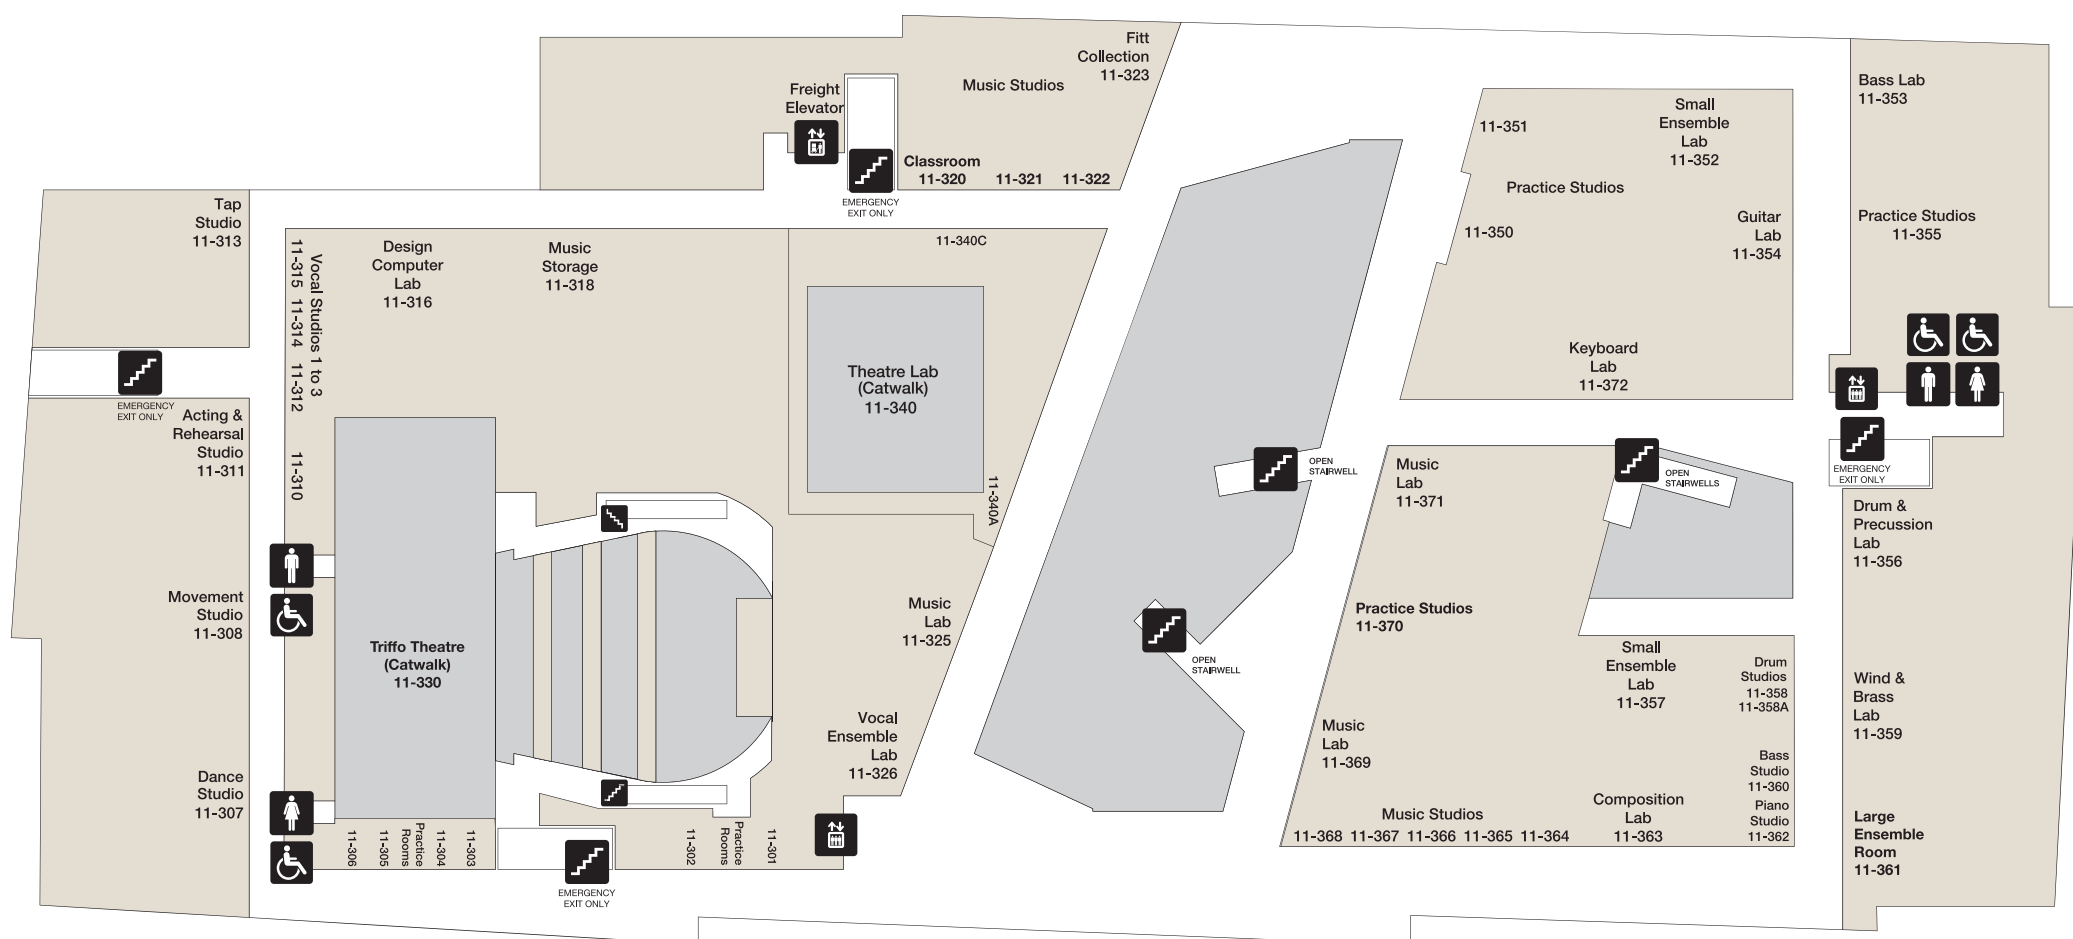 Fitt
Collection
11-323
Music Studios
Freight
Elevator
Classroom
11-320
11-321
11-322
EMERGENCY
EXIT ONLY
Tap
Studio
11-313
11-315
11-314
11-312
11-310
Vocal Studios 1 to 3
Design
Computer
Lab
11-316
Music
Storage
11-318
11-340C
Theatre Lab
(Catwalk)
11-340
11-340A
EMERGENCY
EXIT ONLY
Acting &
Rehearsal
Studio
11-311
Movement
Studio
11-308
Dance
Studio
11-307
Triffo Theatre
(Catwalk)
11-330
Music
Lab
11-325
Vocal
Ensemble
Lab
11-326
11-306
11-305
Practice
Rooms
11-304
11-303
11-302
Practice
Rooms
11-301
EMERGENCY
EXIT ONLY
OPEN
STAIRWELL
OPEN
STAIRWELL
11-351
Small
Ensemble
Lab
11-352
Practice Studios
11-350
Guitar
Lab
11-354
Keyboard
Lab
11-372
Bass Lab
11-353
Practice Studios
11-355
EMERGENCY
EXIT ONLY
Music
Lab
11-371
OPEN
STAIRWELLS
Practice Studios
11-370
Small
Ensemble
Lab
11-357
Drum
Studios
11-358
11-358A
Music
Lab
11-369
Bass
Studio
11-360
Piano
Studio
11-362
Music Studios
11-368 11-367 11-366 11-365 11-364
Composition
Lab
11-363
Drum &
Precussion
Lab
11-356
Wind &
Brass
Lab
11-359
Large
Ensemble
Room
11-361